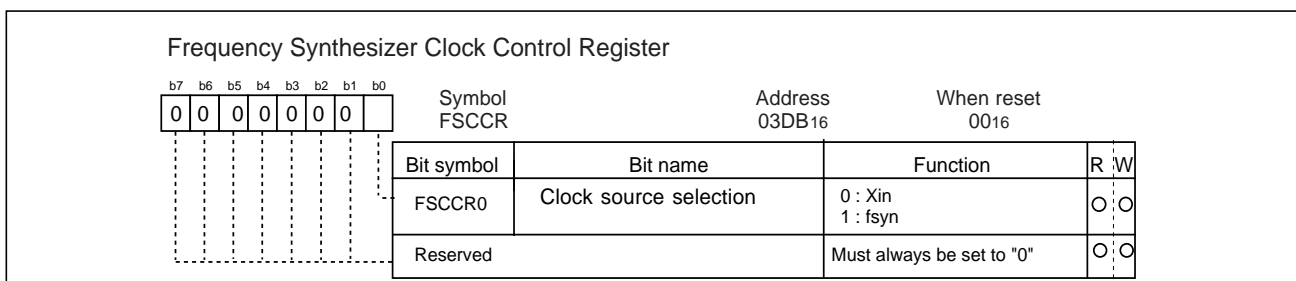 Frequency Synthesizer Clock Control Register
b7 b6 b5 b4 b3 b2 b1 b0
0 0 0 0 0 0 0
Symbol Address When reset
FSCCR 03DB16 0016
Bit symbol Bit name Function R W
FSCCR0 Clock source selection 0 : Xin
1 : fsyn
Reserved Must always be set to "0"